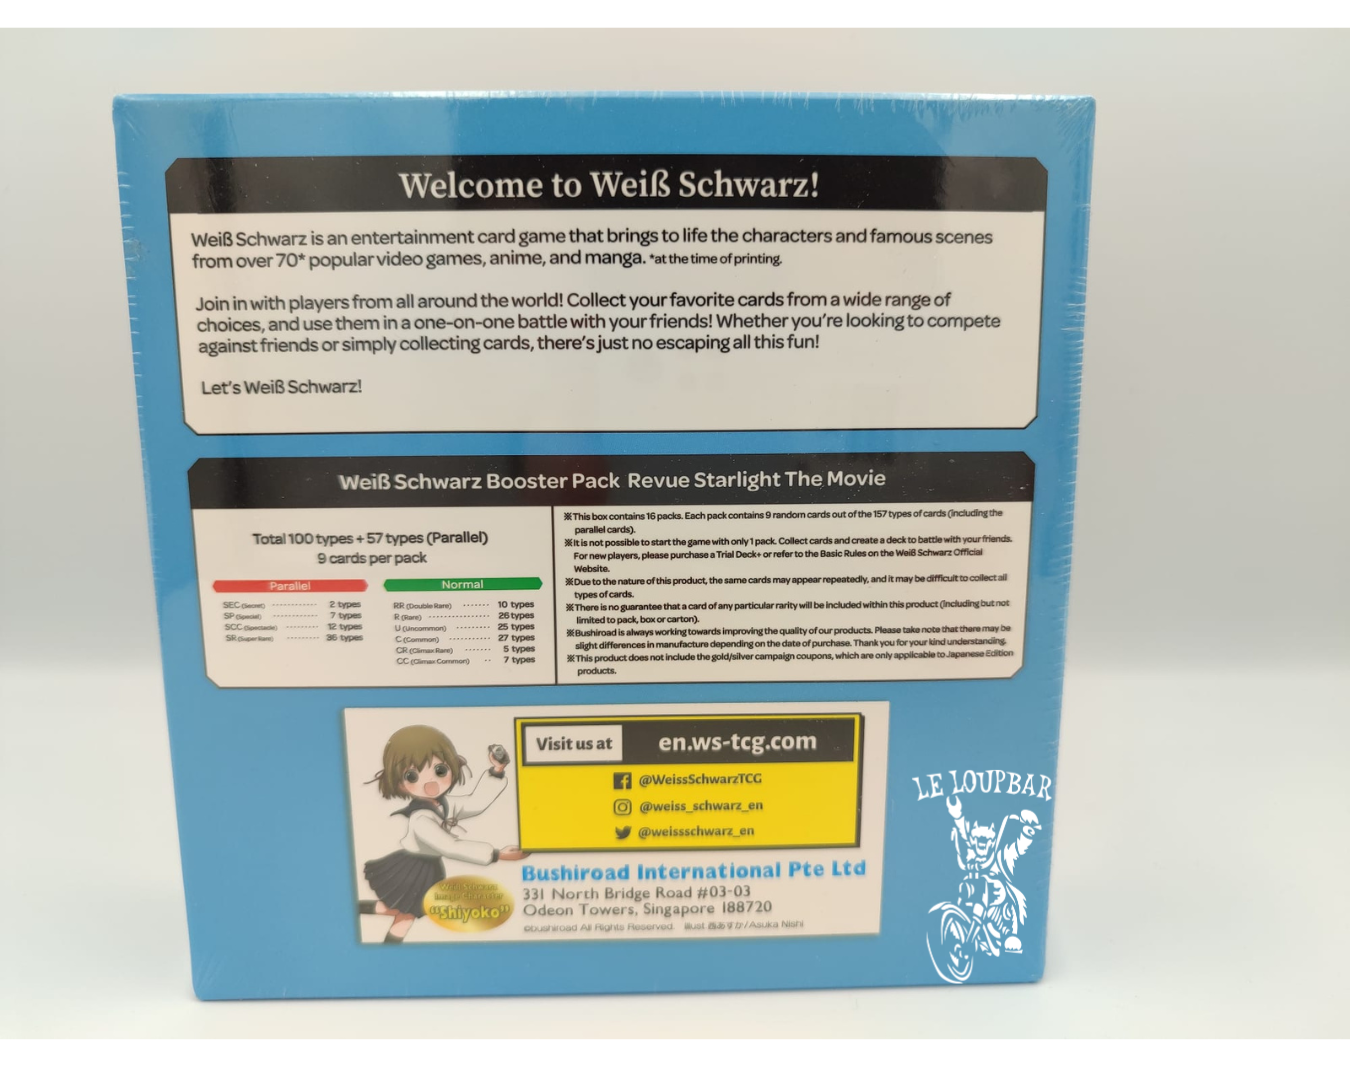 Welcome to Weiß Schwarz!
Weiß Schwarz is an entertainment card game that brings to life the characters and famous scenes
from over 70* popular video games, anime, and manga. *at the time of printing.
Join in with players from all around the world! Collect your favorite cards from a wide range of
choices, and use them in a one-on-one battle with your friends! Whether you're looking to compete
against friends or simply collecting cards, there's just no escaping all this fun!
Let's Weiß Schwarz!
Weiß Schwarz Booster Pack Revue Starlight The Movie
Total 100 types + 57 types (Parallel)
9 cards per pack
Parallel
SEC (Secret) ------------ 2 types
SP (Special) ------------ 7 types
SCC (Spectacle) --------- 12 types
SR (Super Rare) --------- 36 types
Normal
RR (Double Rare) ------- 10 types
R (Rare) ---------------- 26 types
U (Uncommon) ---------- 25 types
C (Common) ------------ 27 types
CR (Climax Rare) ------- 5 types
CC (Climax Common) -- 7 types
※This box contains 16 packs. Each pack contains 9 random cards out of the 157 types of cards (including the
parallel cards).
※It is not possible to start the game with only 1 pack. Collect cards and create a deck to battle with your friends.
For new players, please purchase a Trial Deck+ or refer to the Basic Rules on the Weiß Schwarz Official
Website.
※Due to the nature of this product, the same cards may appear repeatedly, and it may be difficult to collect all
types of cards.
※There is no guarantee that a card of any particular rarity will be included within this product (including but not
limited to pack, box or carton).
※Bushiroad is always working towards improving the quality of our products. Please take note that there may be
slight differences in manufacture depending on the date of purchase. Thank you for your kind understanding.
※This product does not include the gold/silver campaign coupons, which are only applicable to Japanese Edition
products.
Visit us at en.ws-tcg.com
@WeissSchwarzTCG
@weiss_schwarz_en
@weissschwarz_en
Weiß Schwarz
Image Character
"Shiyoko"
Bushiroad International Pte Ltd
331 North Bridge Road #03-03
Odeon Towers, Singapore 188720
©bushiroad All Rights Reserved. illust 西あすか/Asuka Nishi
LE LOUPBAR